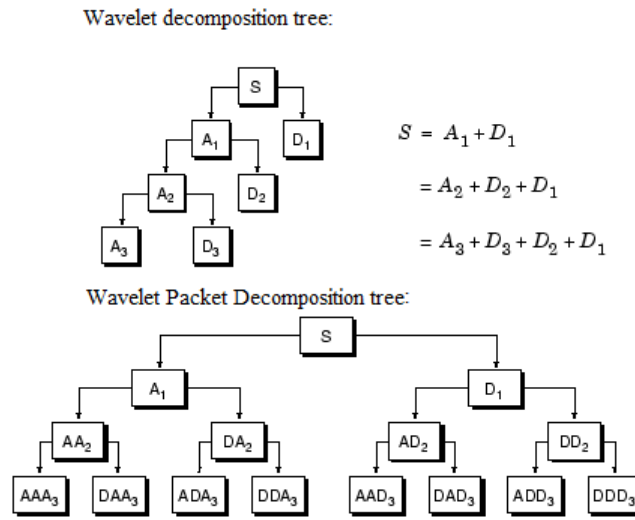 Wavelet decomposition tree:
S
A₁ D₁
S = A₁ + D₁
A₂ D₂
= A₂ + D₂ + D₁
A₃ D₃
= A₃ + D₃ + D₂ + D₁
Wavelet Packet Decomposition tree:
S
A₁ D₁
AA₂ DA₂ AD₂ DD₂
AAA₃ DAA₃ ADA₃ DDA₃ AAD₃ DAD₃ ADD₃ DDD₃